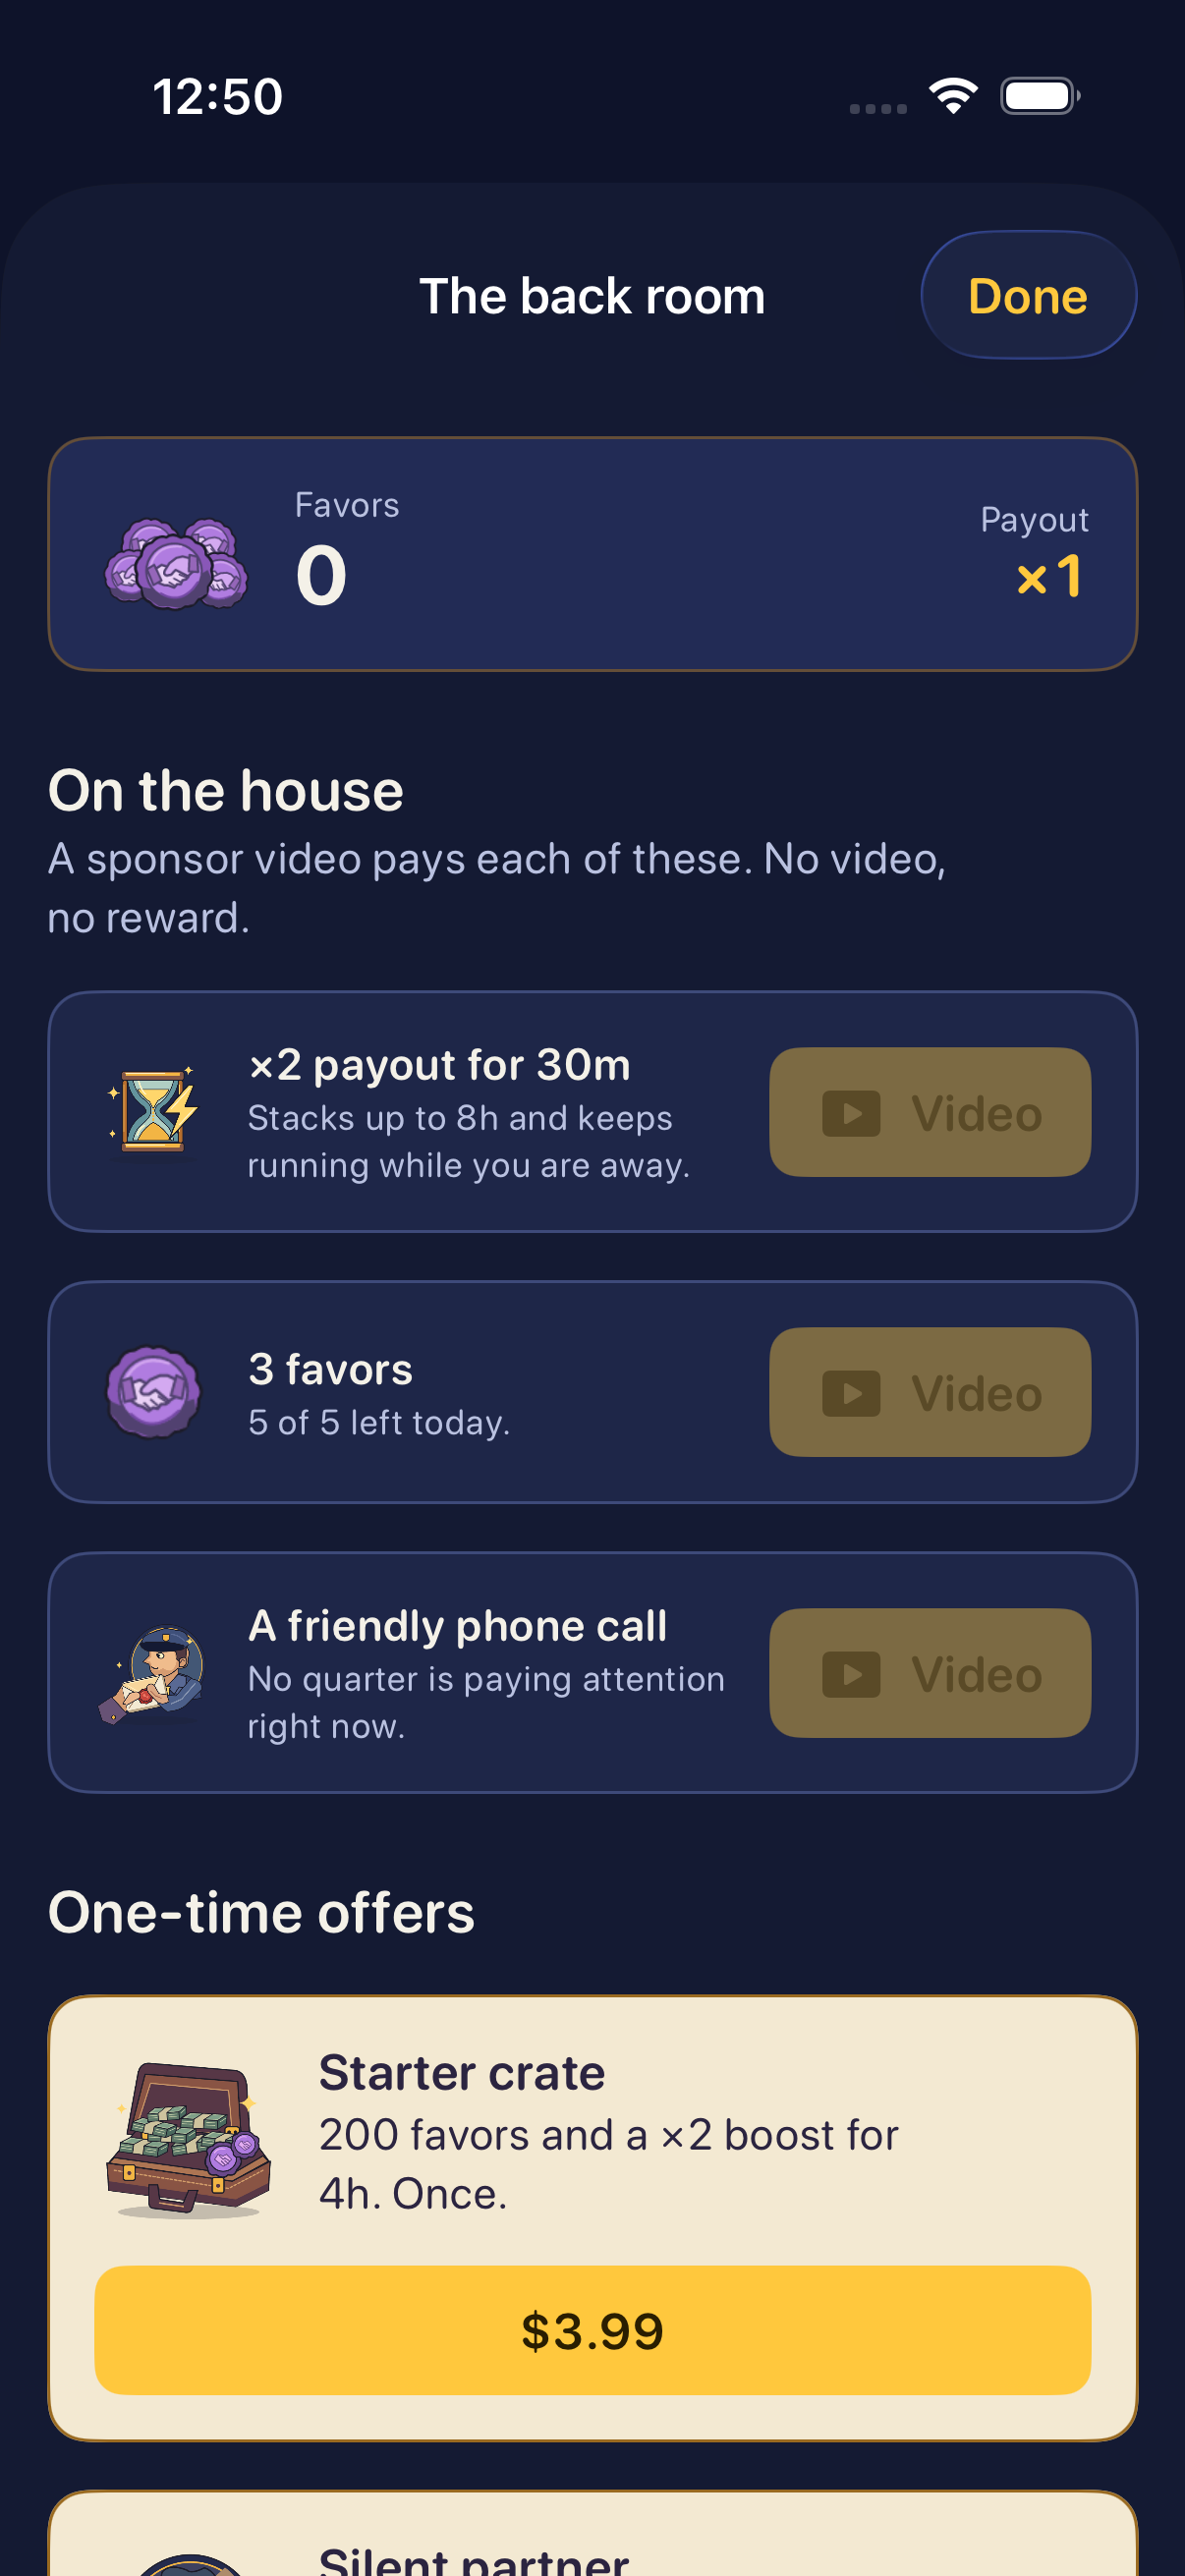 12:50
The back room
Done
Favors
0
Payout
×1
On the house
A sponsor video pays each of these. No video,
no reward.
×2 payout for 30m
Stacks up to 8h and keeps
running while you are away.
Video
3 favors
5 of 5 left today.
Video
A friendly phone call
No quarter is paying attention
right now.
Video
One-time offers
Starter crate
200 favors and a ×2 boost for
4h. Once.
$3.99
Silent partner